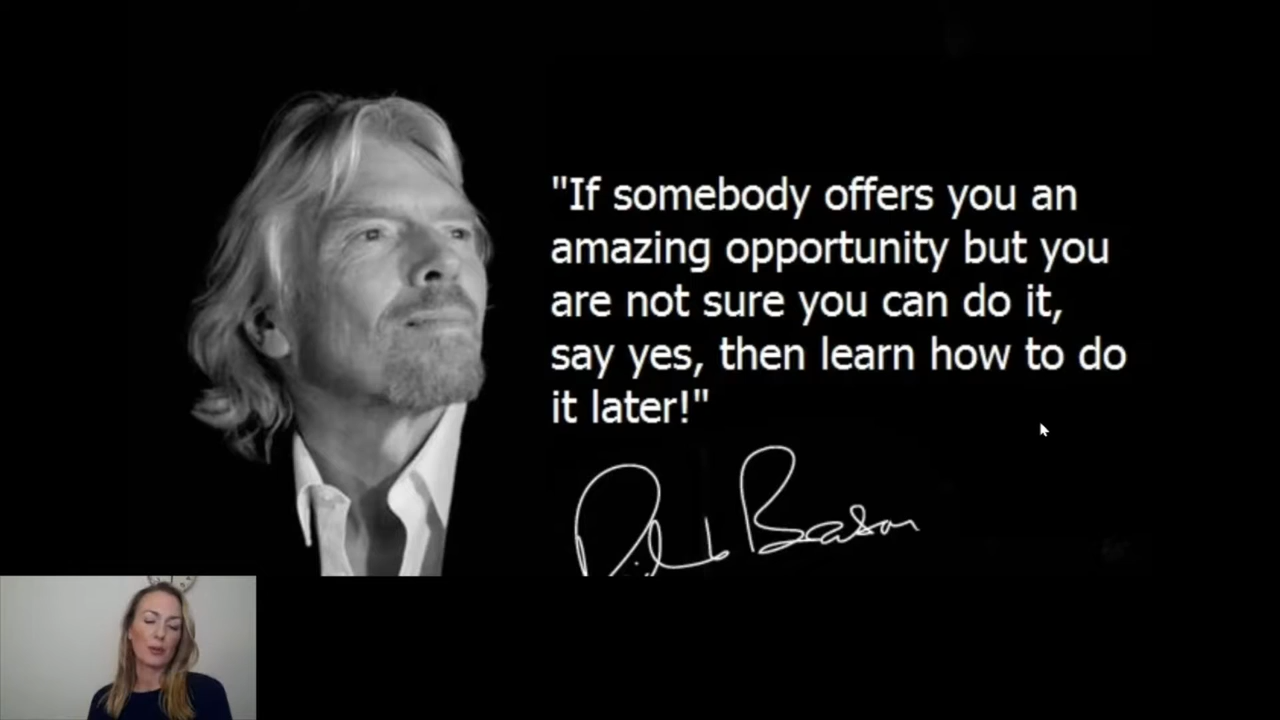 "If somebody offers you an
amazing opportunity but you
are not sure you can do it,
say yes, then learn how to do
it later!"